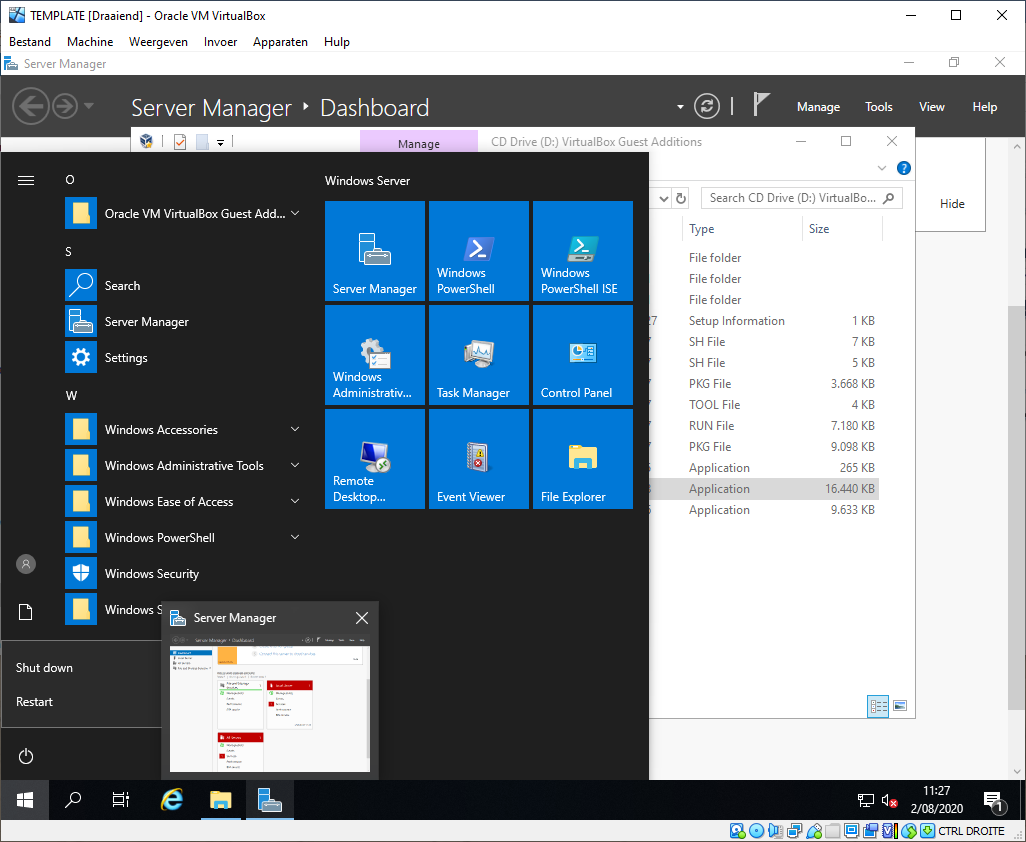 TEMPLATE [Draaiend] - Oracle VM VirtualBox
Bestand Machine Weergeven Invoer Apparaten Hulp
Server Manager
Server Manager Dashboard
Manage Tools View Help
Manage
CD Drive (D:) VirtualBox Guest Additions
Search CD Drive (D:) VirtualBo...
Hide
Type Size
File folder
File folder
File folder
27 Setup Information 1 KB
SH File 7 KB
SH File 5 KB
PKG File 3.668 KB
TOOL File 4 KB
RUN File 7.180 KB
PKG File 9.098 KB
Application 265 KB
Application 16.440 KB
Application 9.633 KB
O
Oracle VM VirtualBox Guest Add...
S
Search
Server Manager
Settings
W
Windows Accessories
Windows Administrative Tools
Windows Ease of Access
Windows PowerShell
Windows Security
Windows S
Windows Server
Server Manager
Windows
PowerShell
Windows
PowerShell ISE
Windows
Administrativ...
Task Manager
Control Panel
Remote
Desktop...
Event Viewer
File Explorer
Shut down
Restart
Server Manager
Server Manager Dashboard
11:27
2/08/2020
1
CTRL DROITE